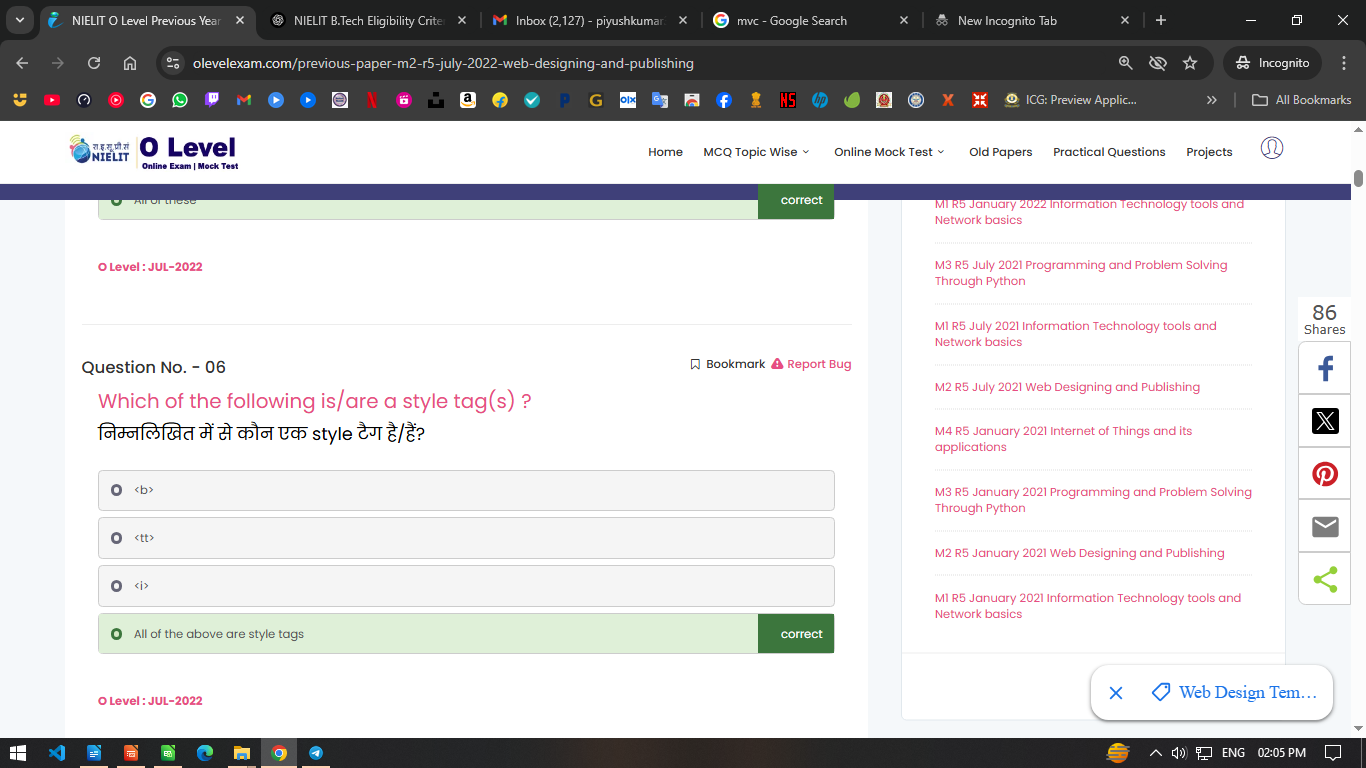 NIELIT O Level Previous Year
NIELIT B.Tech Eligibility Crite
Inbox (2,127) - piyushkumar
mvc - Google Search
New Incognito Tab
olevelexam.com/previous-paper-m2-r5-july-2022-web-designing-and-publishing
Incognito
ICG: Preview Applic...
All Bookmarks
NIELIT
O Level
Online Exam | Mock Test
Home
MCQ Topic Wise
Online Mock Test
Old Papers
Practical Questions
Projects
All of these
correct
O Level : JUL-2022
Question No. - 06
Bookmark
Report Bug
Which of the following is/are a style tag(s) ?
निम्नलिखित में से कौन एक style टैग है/हैं?
<b>
<tt>
<i>
All of the above are style tags
correct
O Level : JUL-2022
M1 R5 January 2022 Information Technology tools and
Network basics
M3 R5 July 2021 Programming and Problem Solving
Through Python
M1 R5 July 2021 Information Technology tools and
Network basics
M2 R5 July 2021 Web Designing and Publishing
M4 R5 January 2021 Internet of Things and its
applications
M3 R5 January 2021 Programming and Problem Solving
Through Python
M2 R5 January 2021 Web Designing and Publishing
M1 R5 January 2021 Information Technology tools and
Network basics
86
Shares
Web Design Tem...
ENG
02:05 PM